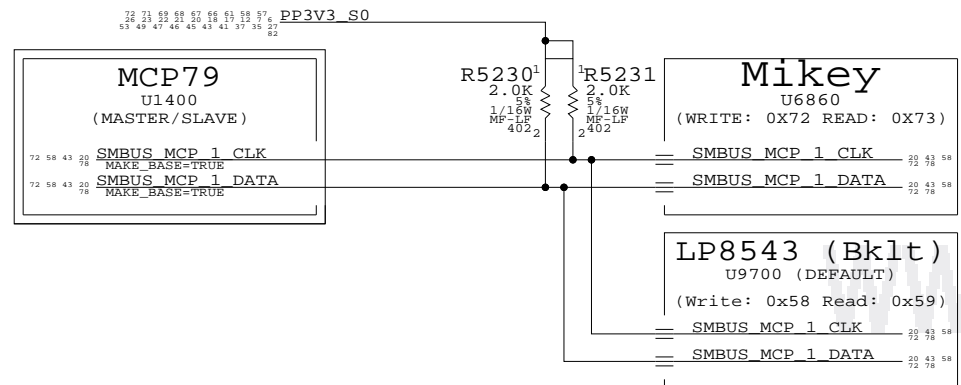 72 71 69 68 67 66 61 58 57
26 23 22 21 20 18 17 12 7 6
53 49 47 46 45 43 41 37 35 27
82
PP3V3_S0
MCP79
U1400
(MASTER/SLAVE)
72 58 43 20
78
SMBUS_MCP_1_CLK
MAKE_BASE=TRUE
72 58 43 20
78
SMBUS_MCP_1_DATA
MAKE_BASE=TRUE
R5230
1
2.0K
5%
1/16W
MF-LF
402
2
1
R5231
2.0K
5%
1/16W
MF-LF
402
2
Mikey
U6860
(WRITE: 0X72 READ: 0X73)
SMBUS_MCP_1_CLK
20 43 58
72 78
SMBUS_MCP_1_DATA
20 43 58
72 78
LP8543 (Bklt)
U9700 (DEFAULT)
(Write: 0x58 Read: 0x59)
SMBUS_MCP_1_CLK
20 43 58
72 78
SMBUS_MCP_1_DATA
20 43 58
72 78